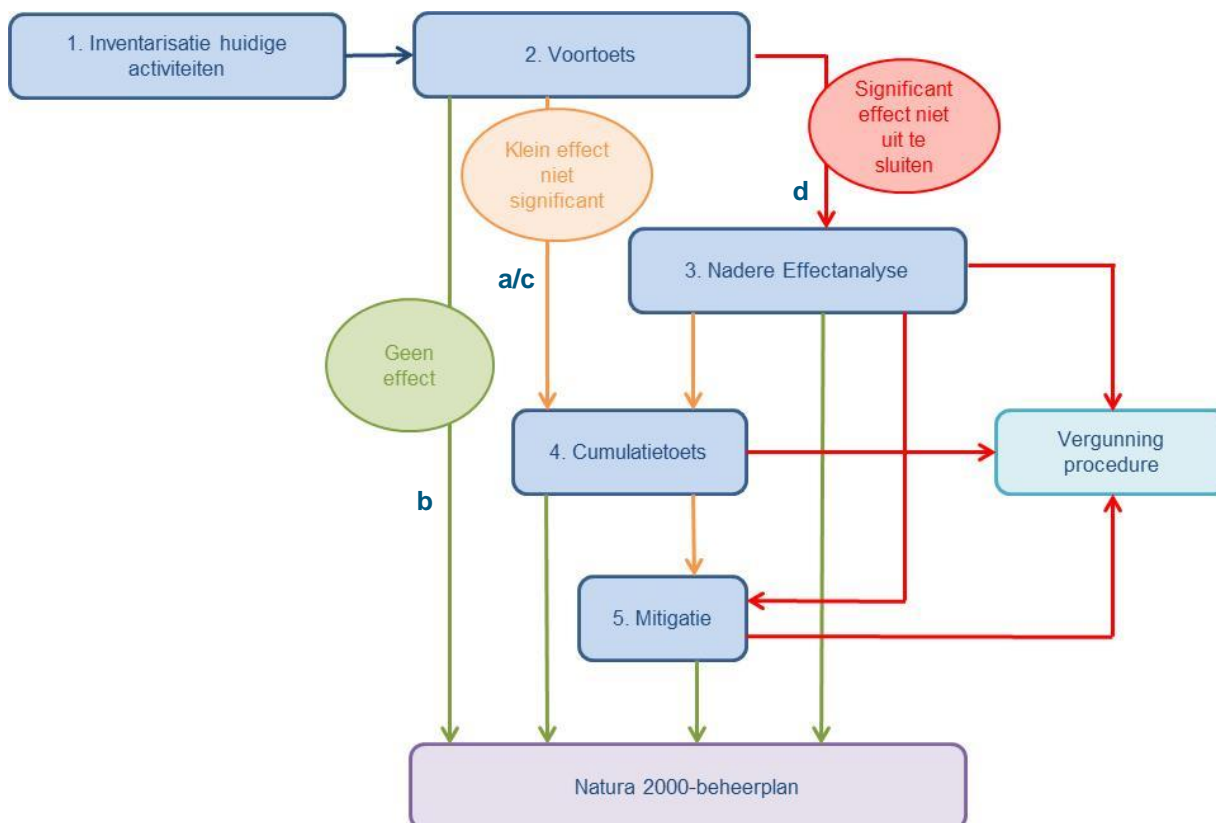 1. Inventarisatie huidige
activiteiten
2. Voortoets
Significant
effect niet
uit te
sluiten
Klein effect
niet
significant
d
3. Nadere Effectanalyse
a/c
Geen
effect
4. Cumulatietoets
Vergunning
procedure
b
5. Mitigatie
Natura 2000-beheerplan